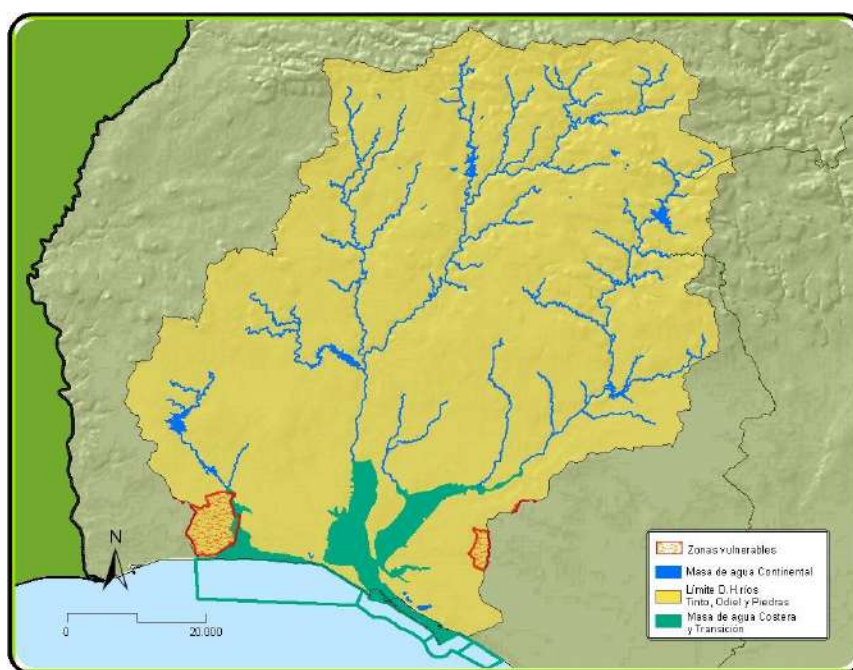 N
0
20.000
Zonas vulnerables
Masa de agua Continental
Límite D. H.ríos
Tinto, Odiel y Piedras
Masa de agua Costera
y Transición